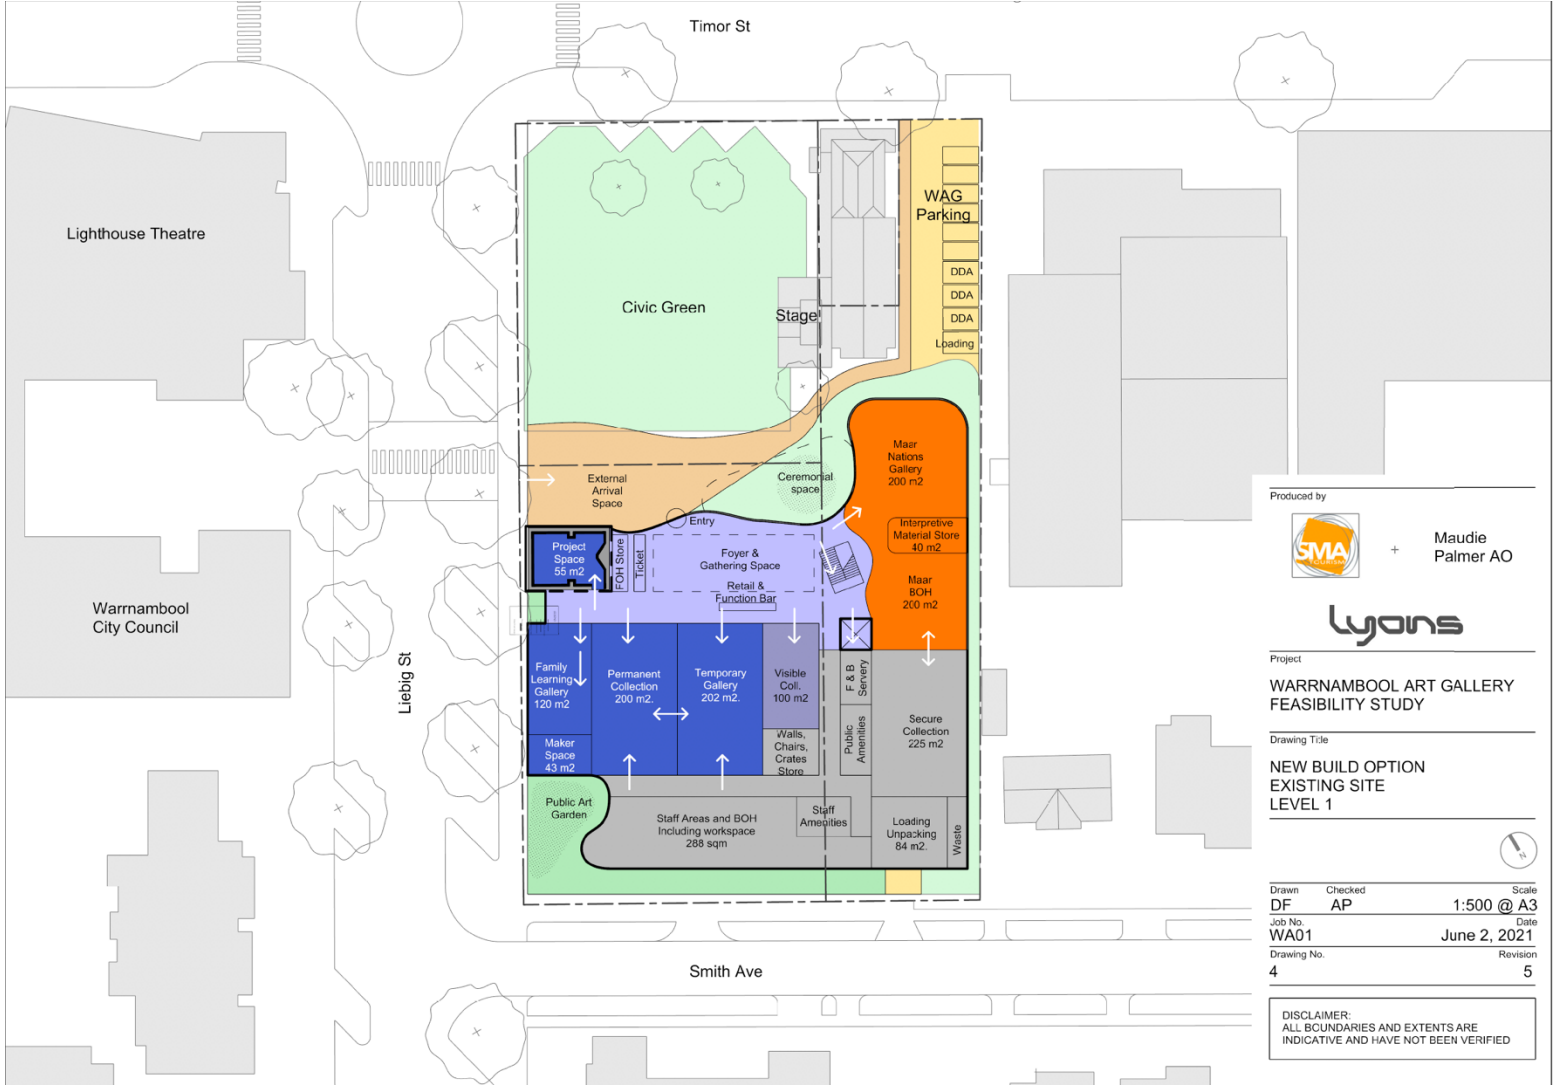 Timor St
Lighthouse Theatre
WAG
Parking
DDA
DDA
DDA
Loading
Civic Green
Stage
Maar
Nations
Gallery
200 m2
External
Arrival
Space
Ceremonial
space
Entry
Interpretive
Material Store
40 m2
Project
Space
55 m2
FOH Store
Ticket
Foyer &
Gathering Space
Retail &
Function Bar
Maar
BOH
200 m2
Warrnambool
City Council
Liebig St
Family
Learning
Gallery
120 m2
Permanent
Collection
200 m2.
Temporary
Gallery
202 m2.
Visible
Coll.
100 m2
F & B
Servery
Public
Amenities
Secure
Collection
225 m2
Maker
Space
43 m2
Walls,
Chairs,
Crates
Store
Public Art
Garden
Staff Areas and BOH
Including workspace
288 sqm
Staff
Amenities
Loading
Unpacking
84 m2.
Waste
Smith Ave
Produced by
SMA
TOURISM
+
Maudie
Palmer AO
Lyons
Project
WARRNAMBOOL ART GALLERY
FEASIBILITY STUDY
Drawing Title
NEW BUILD OPTION
EXISTING SITE
LEVEL 1
N
Drawn Checked Scale
DF AP 1:500 @ A3
Job No. Date
WA01 June 2, 2021
Drawing No. Revision
4 5
DISCLAIMER:
ALL BOUNDARIES AND EXTENTS ARE
INDICATIVE AND HAVE NOT BEEN VERIFIED